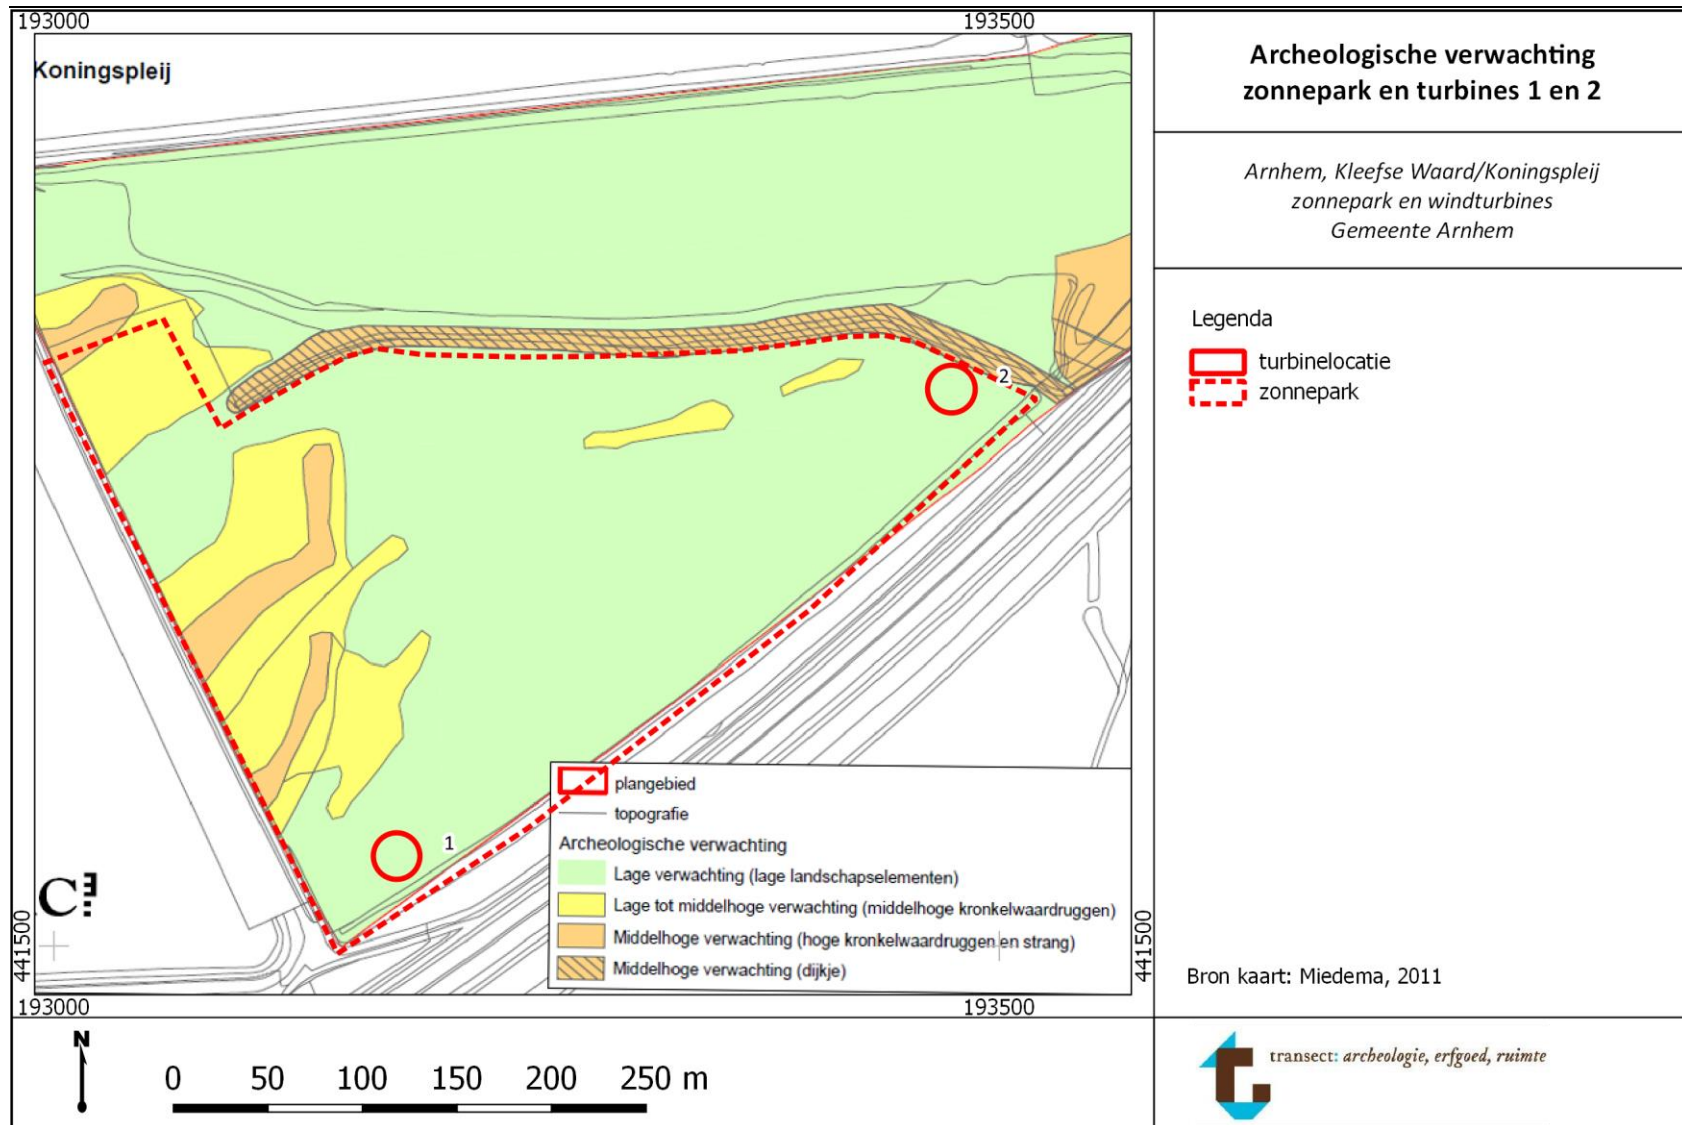 193000
193500
Koningspleij
Archeologische verwachting
zonnepark en turbines 1 en 2
Arnhem, Kleefse Waard/Koningspleij
zonnepark en windturbines
Gemeente Arnhem
Legenda
turbinelocatie
zonnepark
2
1
plangebied
topografie
Archeologische verwachting
Lage verwachting (lage landschapselementen)
Lage tot middelhoge verwachting (middelhoge kronkelwaardruggen)
Middelhoge verwachting (hoge kronkelwaardruggen en strang)
Middelhoge verwachting (dijkje)
441500
441500
193000
193500
Bron kaart: Miedema, 2011
N
0 50 100 150 200 250 m
transect: archeologie, erfgoed, ruimte